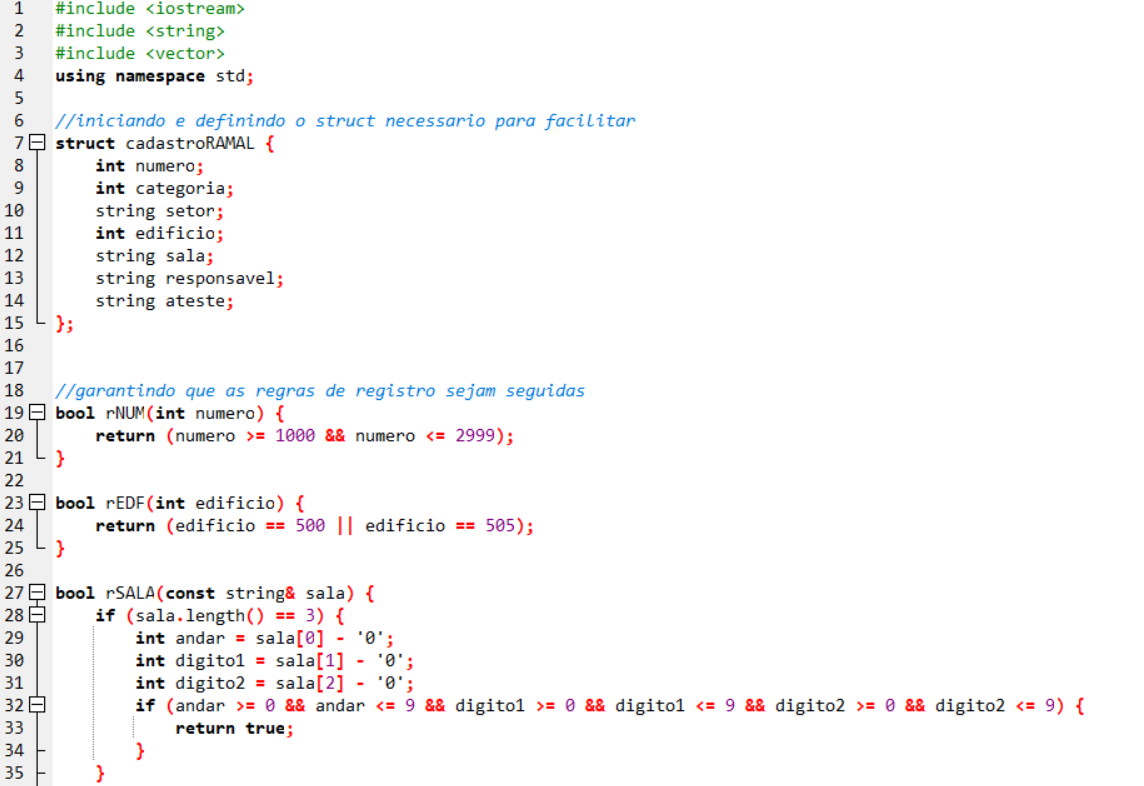 1 #include <iostream>
2 #include <string>
3 #include <vector>
4 using namespace std;
5
6 //iniciando e definindo o struct necessario para facilitar
7 struct cadastroRAMAL {
8     int numero;
9     int categoria;
10     string setor;
11     int edificio;
12     string sala;
13     string responsavel;
14     string ateste;
15 };
16
17
18 //garantindo que as regras de registro sejam seguidas
19 bool rNUM(int numero) {
20     return (numero >= 1000 && numero <= 2999);
21 }
22
23 bool rEDF(int edificio) {
24     return (edificio == 500 || edificio == 505);
25 }
26
27 bool rSALA(const string& sala) {
28     if (sala.length() == 3) {
29         int andar = sala[0] - '0';
30         int digito1 = sala[1] - '0';
31         int digito2 = sala[2] - '0';
32         if (andar >= 0 && andar <= 9 && digito1 >= 0 && digito1 <= 9 && digito2 >= 0 && digito2 <= 9) {
33             return true;
34         }
35     }